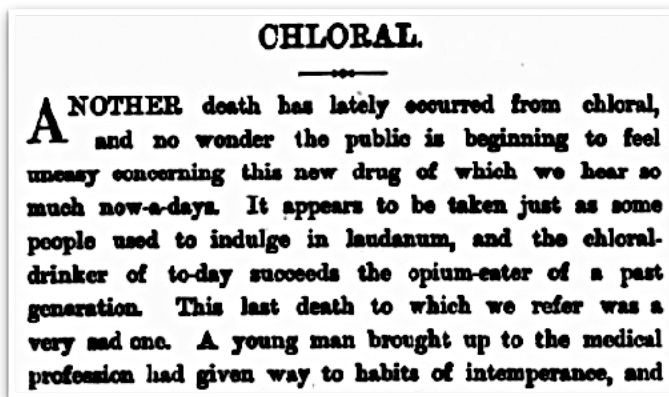 CHLORAL.
ANOTHER death has lately occurred from chloral,
and no wonder the public is beginning to feel
uneasy concerning this new drug of which we hear so
much now-a-days. It appears to be taken just as some
people used to indulge in laudanum, and the chloral-
drinker of to-day succeeds the opium-eater of a past
generation. This last death to which we refer was a
very sad one. A young man brought up to the medical
profession had given way to habits of intemperance, and